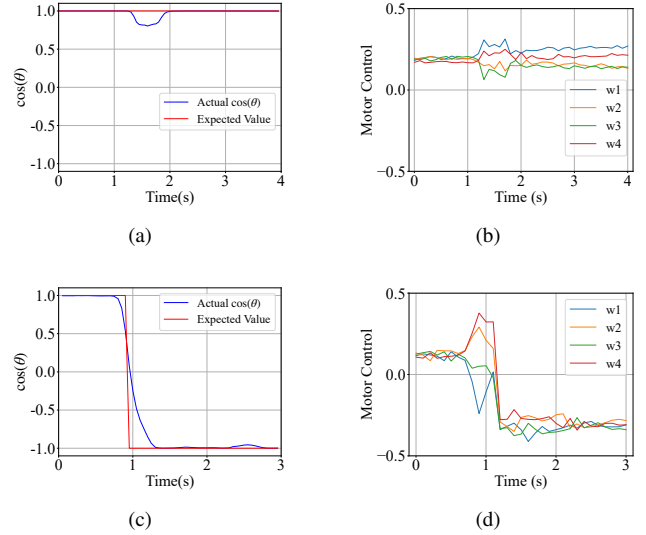 1.0
0.5
0.0
-0.5
-1.0
cos(θ)
Actual cos(θ)
Expected Value
0 1 2 3 4
Time(s)
(a)
0.5
0.0
−0.5
Motor Control
w1
w2
w3
w4
0 1 2 3 4
Time (s)
(b)
1.0
0.5
0.0
-0.5
-1.0
cos(θ)
Actual cos(θ)
Expected Value
0 1 2 3
Time(s)
(c)
0.5
0.0
−0.5
Motor Control
w1
w2
w3
w4
0 1 2 3
Time (s)
(d)